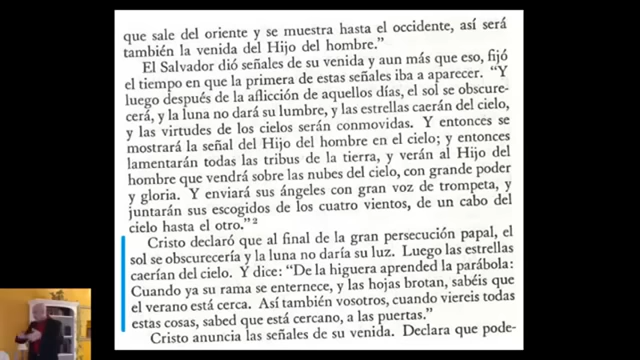 que sale del oriente y se muestra hasta el occidente, así será
también la venida del Hijo del hombre.”
El Salvador dió señales de su venida y aun más que eso, fijó
el tiempo en que la primera de estas señales iba a aparecer. “Y
luego después de la aflicción de aquellos días, el sol se obscure-
cerá, y la luna no dará su lumbre, y las estrellas caerán del cielo,
y las virtudes de los cielos serán conmovidas. Y entonces se
mostrará la señal del Hijo del hombre en el cielo; y entonces
lamentarán todas las tribus de la tierra, y verán al Hijo del
hombre que vendrá sobre las nubes del cielo, con grande poder
y gloria. Y enviará sus ángeles con gran voz de trompeta, y
juntarán sus escogidos de los cuatro vientos, de un cabo del
cielo hasta el otro.”²
Cristo declaró que al final de la gran persecución papal, el
sol se obscurecería y la luna no daría su luz. Luego las estrellas
caerían del cielo. Y dice: “De la higuera aprended la parábola:
Cuando ya su rama se enternece, y las hojas brotan, sabéis que
el verano está cerca. Así también vosotros, cuando viereis todas
estas cosas, sabed que está cercano, a las puertas.”
Cristo anuncia las señales de su venida. Declara que pode-